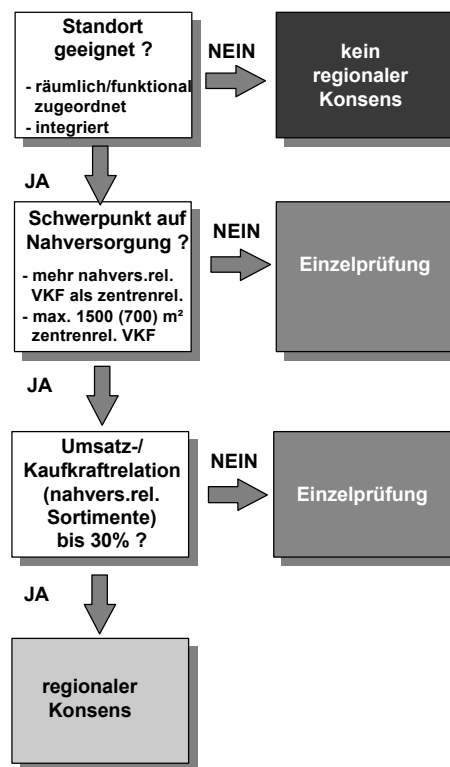 Standort
geeignet ?
- räumlich/funktional
zugeordnet
- integriert
NEIN
kein
regionaler
Konsens
JA
Schwerpunkt auf
Nahversorgung ?
- mehr nahvers.rel.
VKF als zentrenrel.
- max. 1500 (700) m²
zentrenrel. VKF
NEIN
Einzelprüfung
JA
Umsatz-/
Kaufkraftrelation
(nahvers.rel.
Sortimente)
bis 30% ?
NEIN
Einzelprüfung
JA
regionaler
Konsens